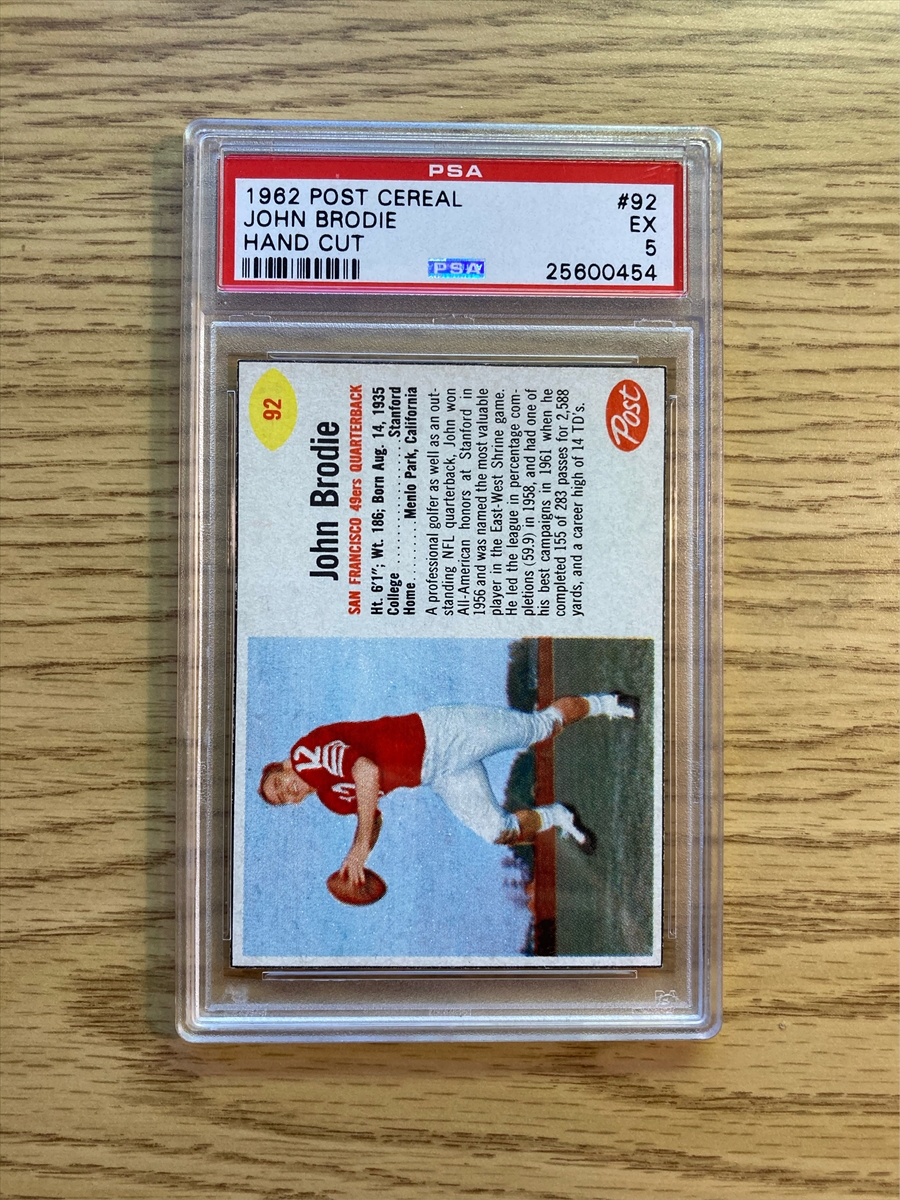 PSA
1962 POST CEREAL #92
JOHN BRODIE EX
HAND CUT 5
PSA
25600454
92
John Brodie
SAN FRANCISCO 49ers QUARTERBACK
Ht. 6'1"; Wt. 186; Born Aug. 14, 1935
College ............... Stanford
Home........Menlo Park, California
A professional golfer as well as an out-
standing NFL quarterback, John won
All-American honors at Stanford in
1956 and was named the most valuable
player in the East-West Shrine game.
He led the league in percentage com-
pletions (59.9) in 1958, and had one of
his best campaigns in 1961 when he
completed 155 of 283 passes for 2,588
yards, and a career high of 14 TD's.
Post
12